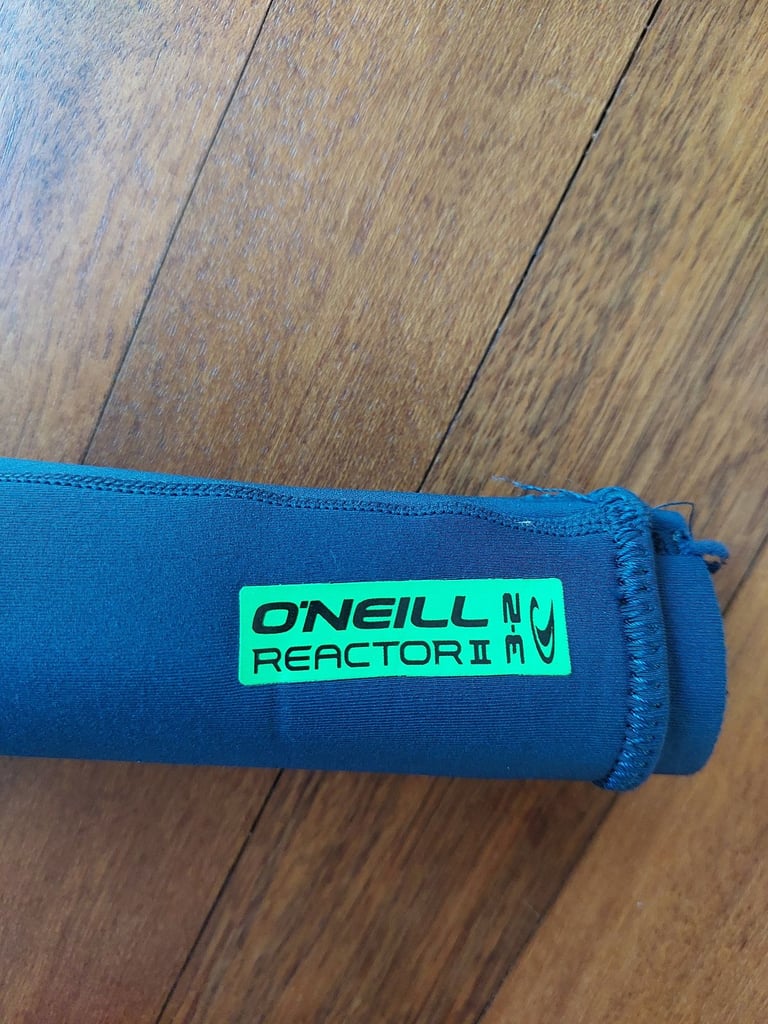 O'NEILL
REACTOR II
3-2